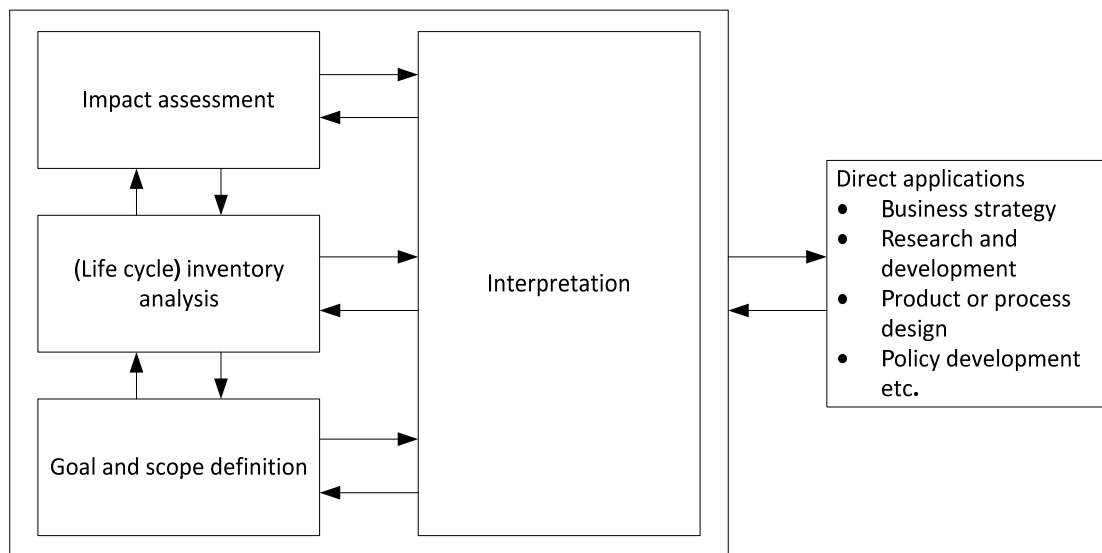 Impact assessment
(Life cycle) inventory
analysis
Goal and scope definition
Interpretation
Direct applications
● Business strategy
● Research and
development
● Product or process
design
● Policy development
etc.